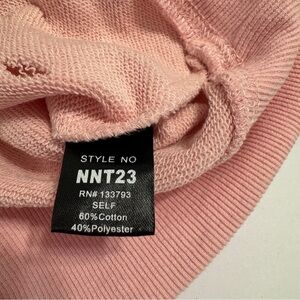 STYLE NO
NNT23
RN# 133793
SELF
60%Cotton
40%Polyester